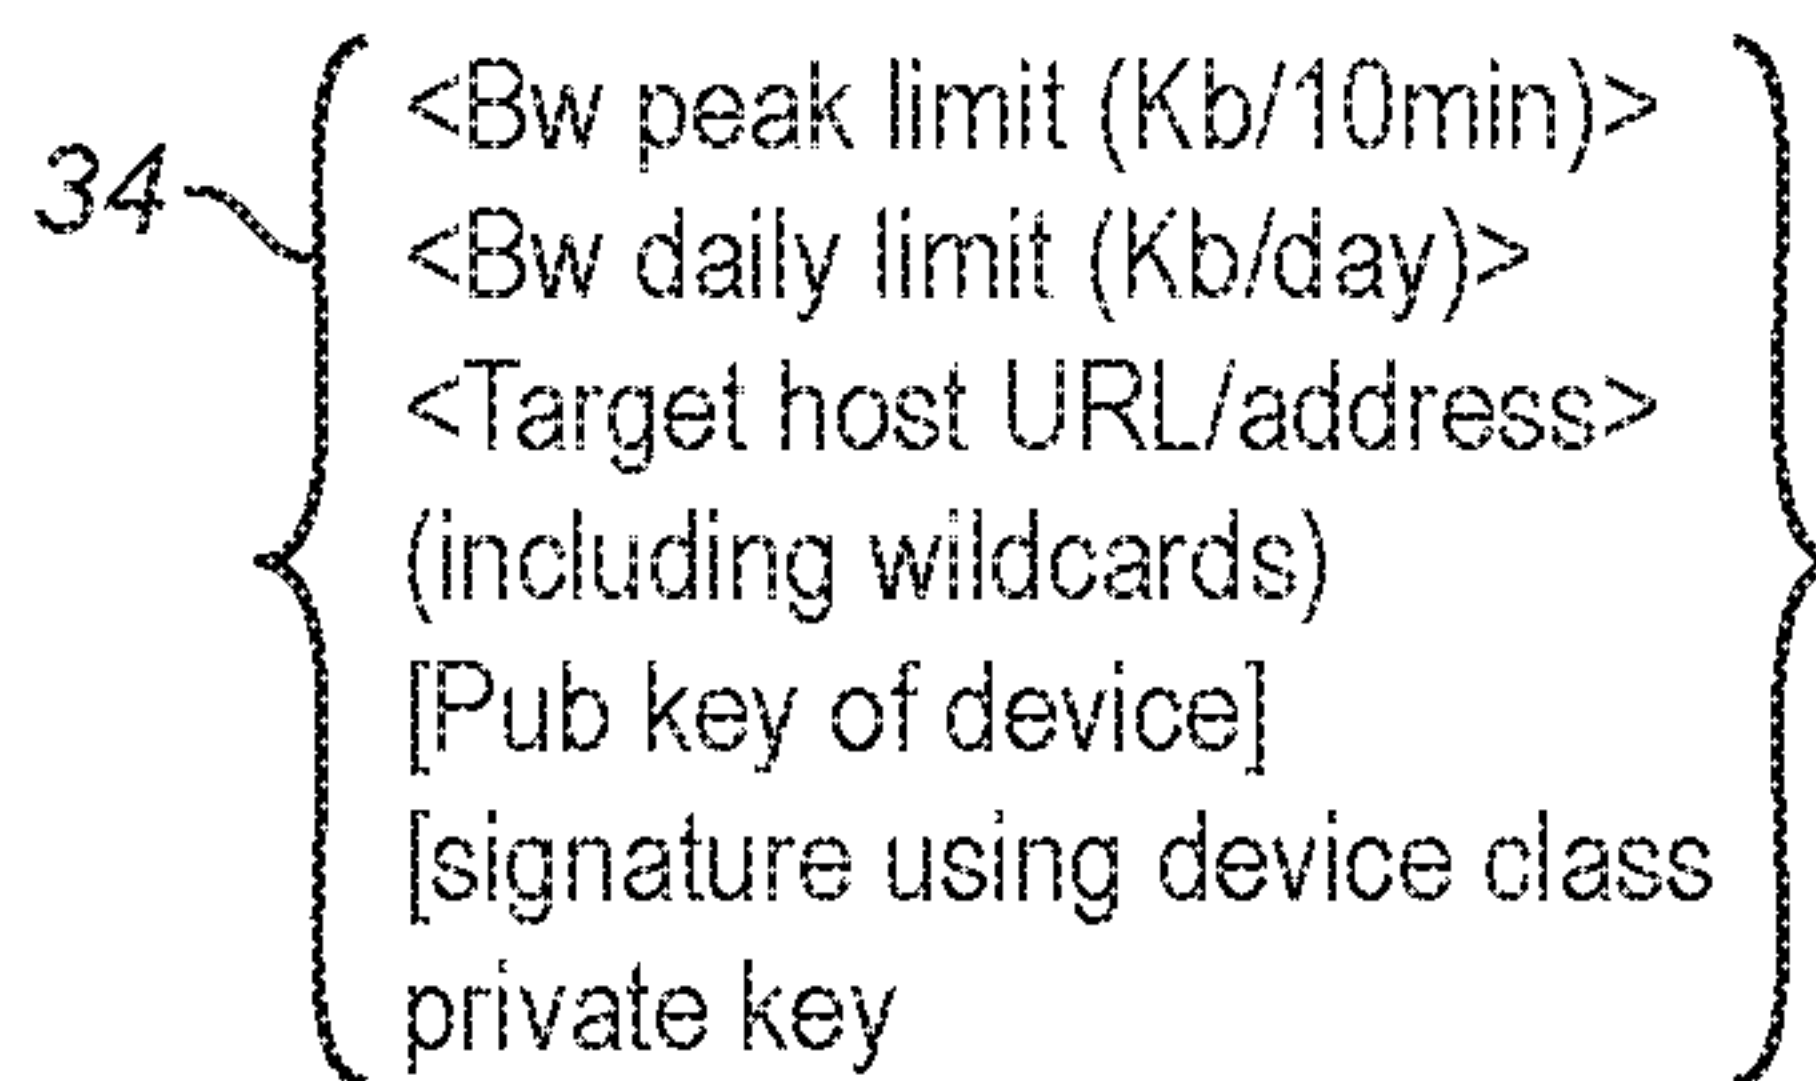 34
<Bw peak limit (Kb/10min)>
<Bw daily limit (Kb/day)>
<Target host URL/address>
(including wildcards)
[Pub key of device]
[signature using device class
private key